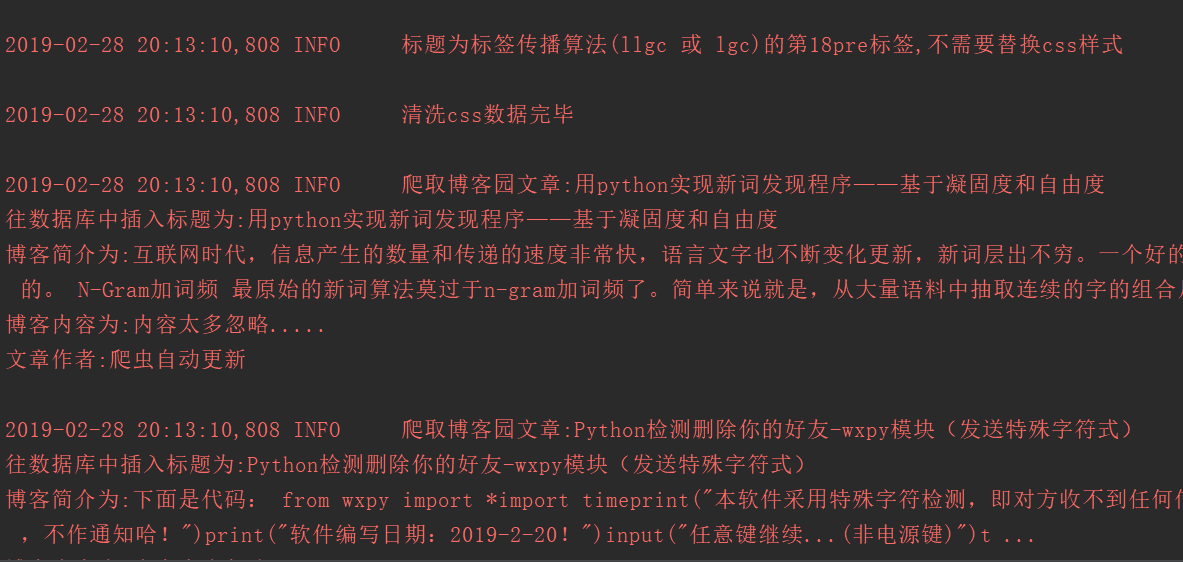 2019-02-28 20:13:10,808 INFO 标题为标签传播算法(llgc 或 lgc)的第18pre标签,不需要替换css样式
2019-02-28 20:13:10,808 INFO 清洗css数据完毕
2019-02-28 20:13:10,808 INFO 爬取博客园文章:用python实现新词发现程序——基于凝固度和自由度
往数据库中插入标题为:用python实现新词发现程序——基于凝固度和自由度
博客简介为:互联网时代，信息产生的数量和传递的速度非常快，语言文字也不断变化更新，新词层出不穷。一个好的
的。 N-Gram加词频 最原始的新词算法莫过于n-gram加词频了。简单来说就是，从大量语料中抽取连续的字的组合
博客内容为:内容太多忽略.....
文章作者:爬虫自动更新
2019-02-28 20:13:10,808 INFO 爬取博客园文章:Python检测删除你的好友-wxpy模块（发送特殊字符式）
往数据库中插入标题为:Python检测删除你的好友-wxpy模块（发送特殊字符式）
博客简介为:下面是代码： from wxpy import *import timeprint("本软件采用特殊字符检测，即对方收不到任何
，不作通知哈！")print("软件编写日期：2019-2-20！")input("任意键继续...(非电源键)")t ...